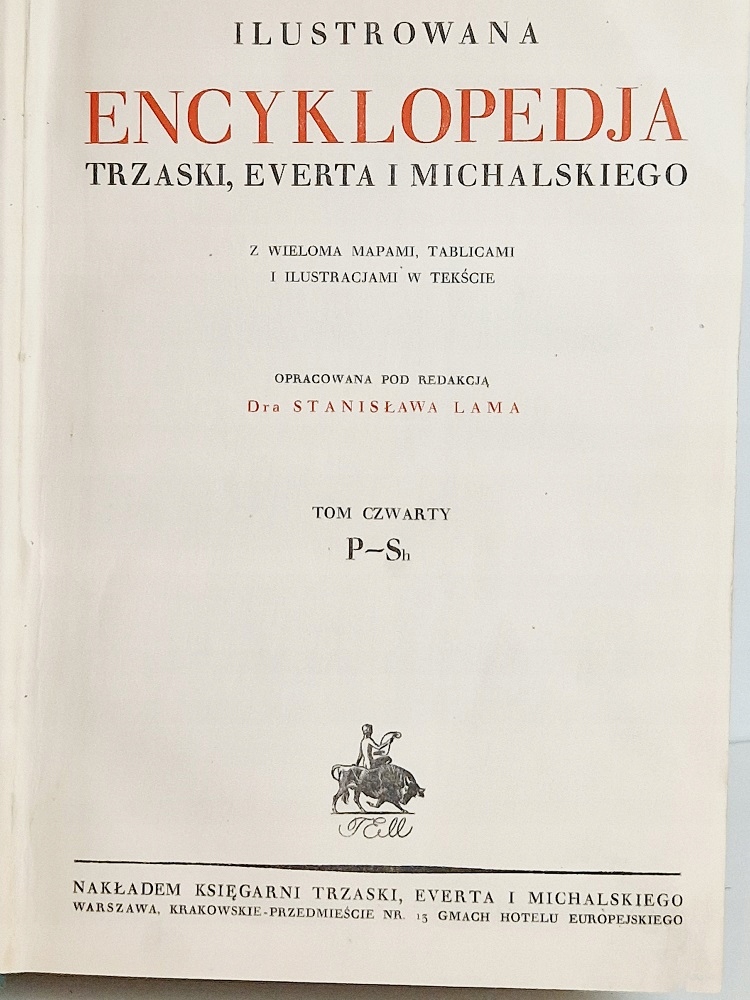 ILUSTROWANA
ENCYKLOPEDJA
TRZASKI, EVERTA I MICHALSKIEGO
Z WIELOMA MAPAMI, TABLICAMI
I ILUSTRACJAMI W TEKŚCIE
OPRACOWANA POD REDAKCJĄ
Dra STANISŁAWA LAMA
TOM CZWARTY
P–Sh
TEM
NAKŁADEM KSIĘGARNI TRZASKI, EVERTA I MICHALSKIEGO
WARSZAWA, KRAKOWSKIE-PRZEDMIEŚCIE NR. 13 GMACH HOTELU EUROPEJSKIEGO